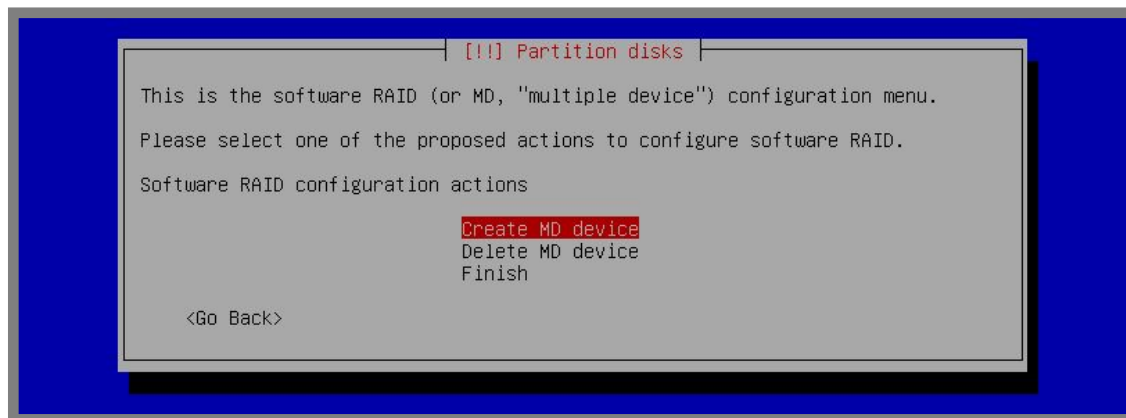 [!!] Partition disks
This is the software RAID (or MD, "multiple device") configuration menu.
Please select one of the proposed actions to configure software RAID.
Software RAID configuration actions
Create MD device
Delete MD device
Finish
<Go Back>